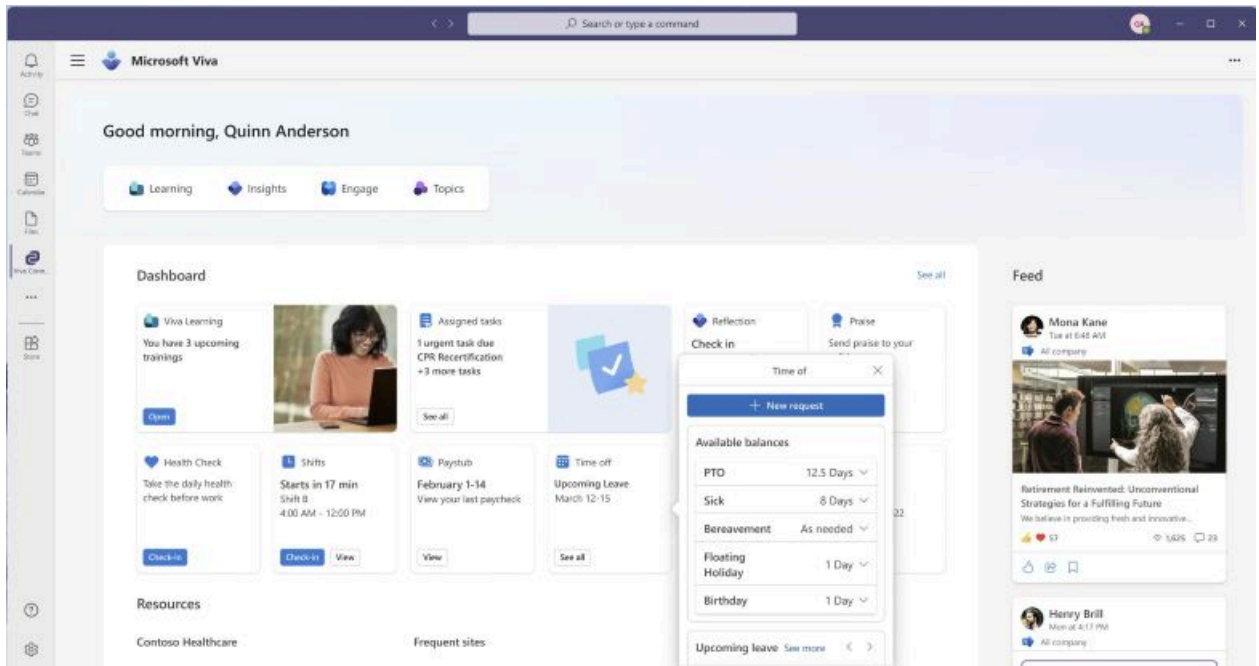 Search or type a command
QA
Activity
Chat
Teams
Calendar
Files
Viva Conn...
Store
Microsoft Viva
Good morning, Quinn Anderson
Learning
Insights
Engage
Topics
Dashboard
See all
Viva Learning
You have 3 upcoming
trainings
Open
Assigned tasks
1 urgent task due
CPR Recertification
+3 more tasks
See all
Reflection
Check in
Praise
Send praise to your
Health Check
Take the daily health
check before work
Check-in
Shifts
Starts in 17 min
Shift B
4:00 AM - 12:00 PM
Check-in
View
Paystub
February 1-14
View your last paycheck
View
Time off
Upcoming Leave
March 12-15
See all
22
Time of
+ New request
Available balances
PTO 12.5 Days
Sick 8 Days
Bereavement As needed
Floating
Holiday 1 Day
Birthday 1 Day
Upcoming leave See more
Resources
Contoso Healthcare
Frequent sites
Feed
Mona Kane
Tue at 6:48 AM
All company
Retirement Reinvented: Unconventional
Strategies for a Fulfilling Future
We believe in providing fresh and innovative...
57
1,625
23
Henry Brill
Mon at 4:17 PM
All company